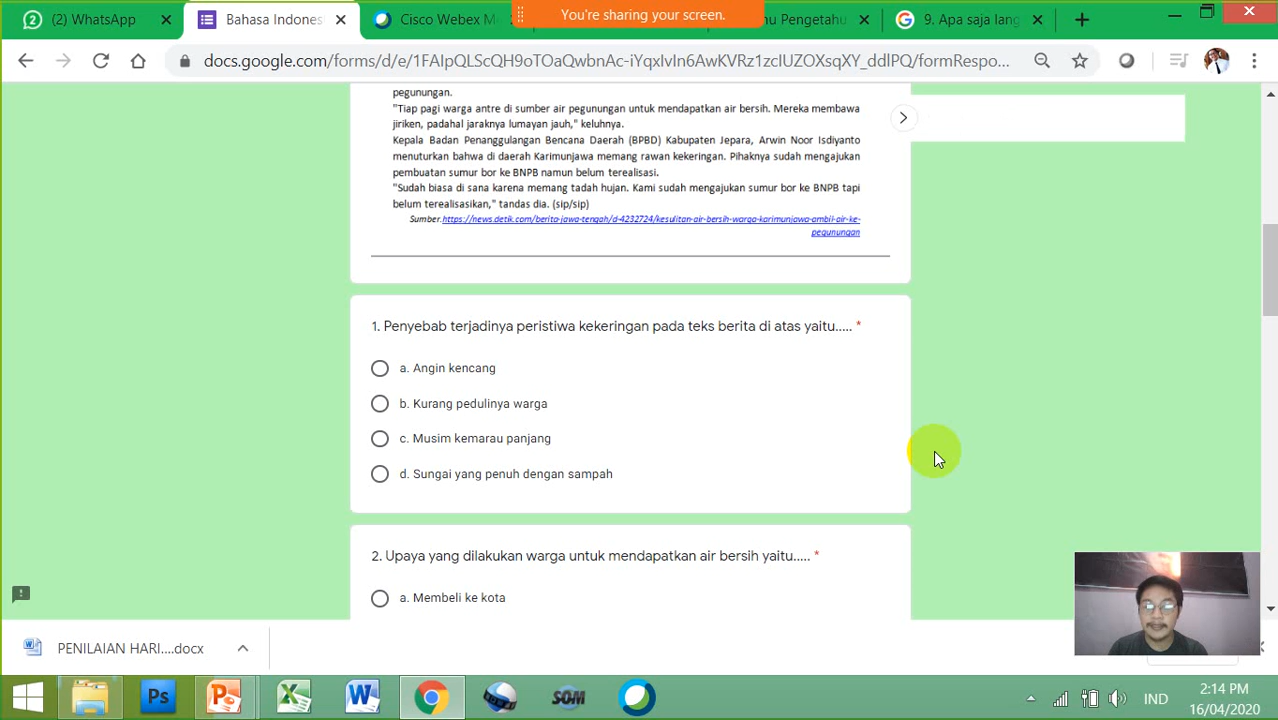 (2) WhatsApp
Bahasa Indones
Cisco Webex M
You're sharing your screen.
nu Pengetahu
9. Apa saja lang
docs.google.com/forms/d/e/1FAIpQLScQH9oTOaQwbnAc-iYqxIvIn6AwKVRz1zcIUZOXsqXY_ddlPQ/formRespo...
pegunungan.
"Tiap pagi warga antre di sumber air pegunungan untuk mendapatkan air bersih. Mereka membawa
jiriken, padahal jaraknya lumayan jauh," keluhnya.
Kepala Badan Penanggulangan Bencana Daerah (BPBD) Kabupaten Jepara, Arwin Noor Isdiyanto
menuturkan bahwa di daerah Karimunjawa memang rawan kekeringan. Pihaknya sudah mengajukan
pembuatan sumur bor ke BNPB namun belum terealisasi.
"Sudah biasa di sana karena memang tadah hujan. Kami sudah mengajukan sumur bor ke BNPB tapi
belum terealisasikan," tandas dia. (sip/sip)
Sumber.https://news.detik.com/berita-jawa-tengah/d-4232724/kesulitan-air-bersih-warga-karimunjawa-ambil-air-ke-
pegunungan
1. Penyebab terjadinya peristiwa kekeringan pada teks berita di atas yaitu..... *
a. Angin kencang
b. Kurang pedulinya warga
c. Musim kemarau panjang
d. Sungai yang penuh dengan sampah
2. Upaya yang dilakukan warga untuk mendapatkan air bersih yaitu..... *
a. Membeli ke kota
PENILAIAN HARI....docx
Ps
SOM
IND
2:14 PM
16/04/2020